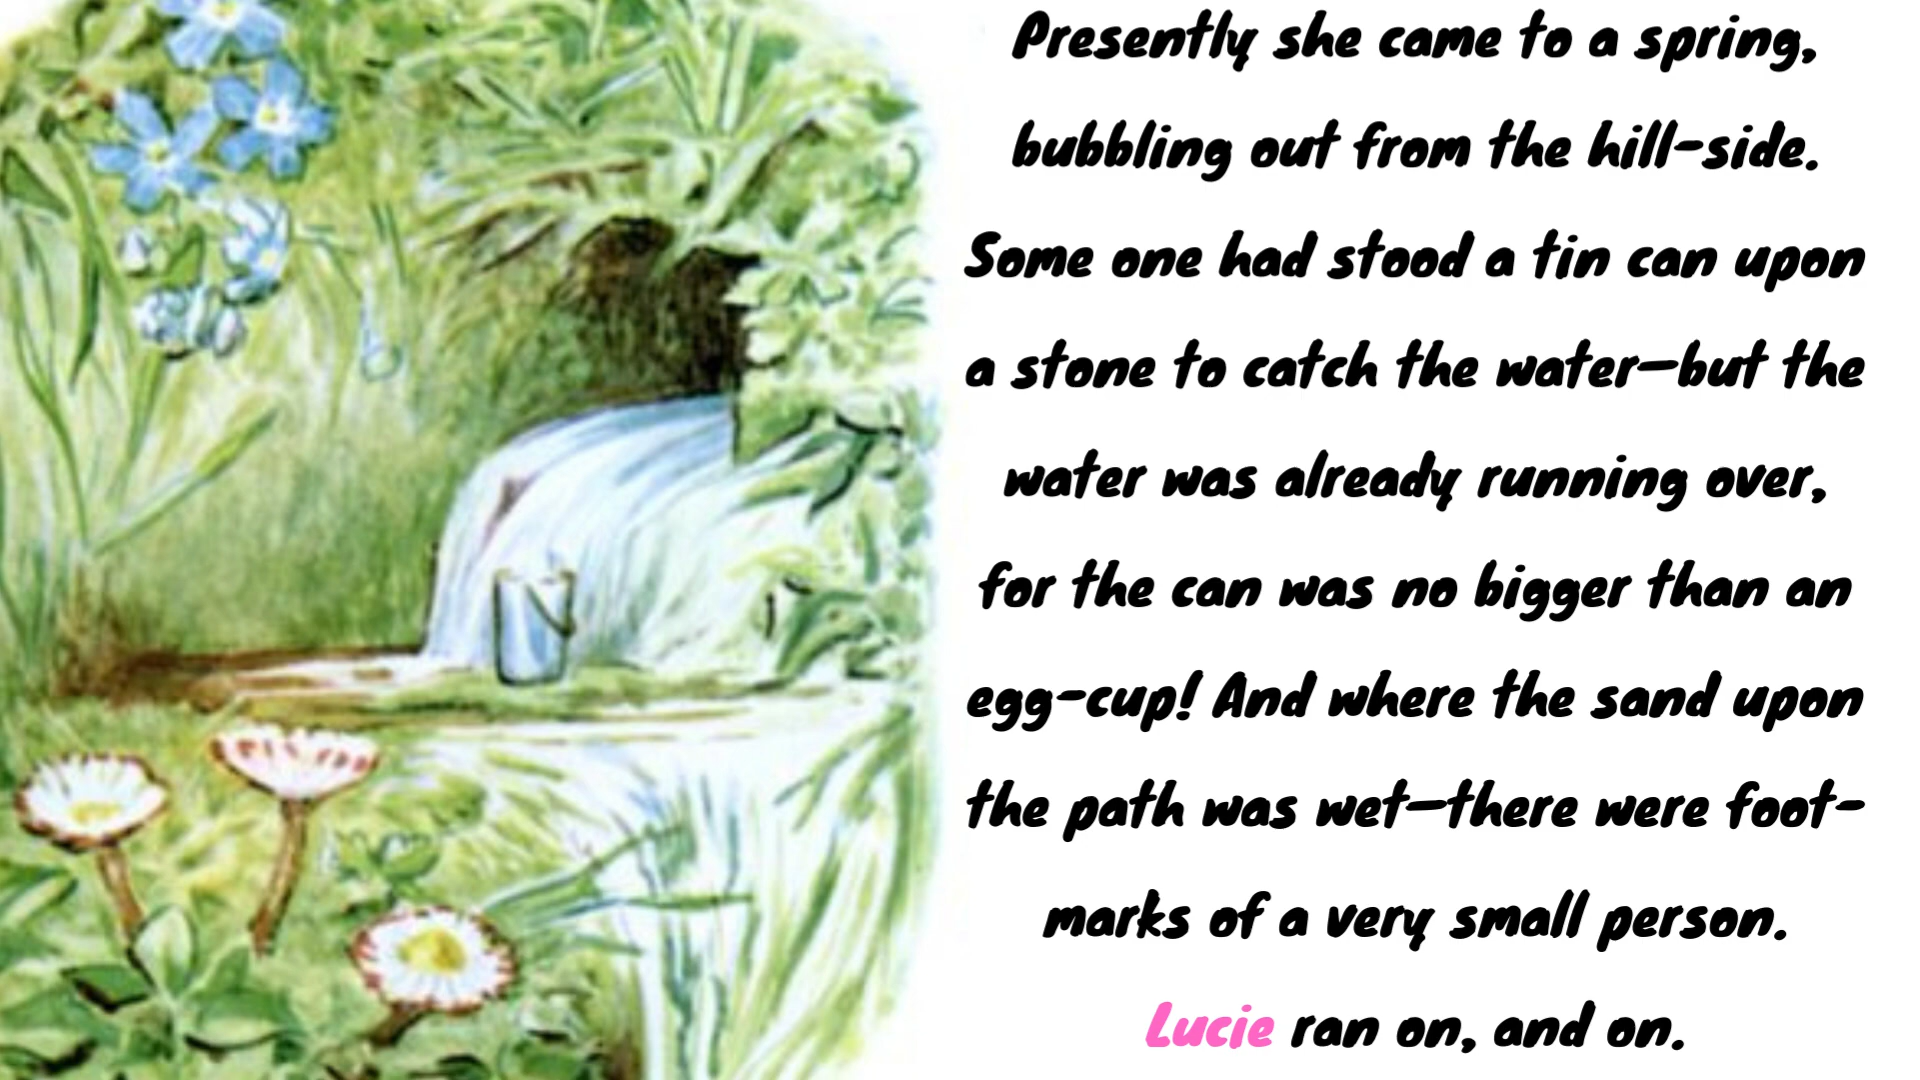 Presently she came to a spring,
bubbling out from the hill-side.
Some one had stood a tin can upon
a stone to catch the water—but the
water was already running over,
for the can was no bigger than an
egg-cup! And where the sand upon
the path was wet—there were foot-
marks of a very small person.
Lucie ran on, and on.